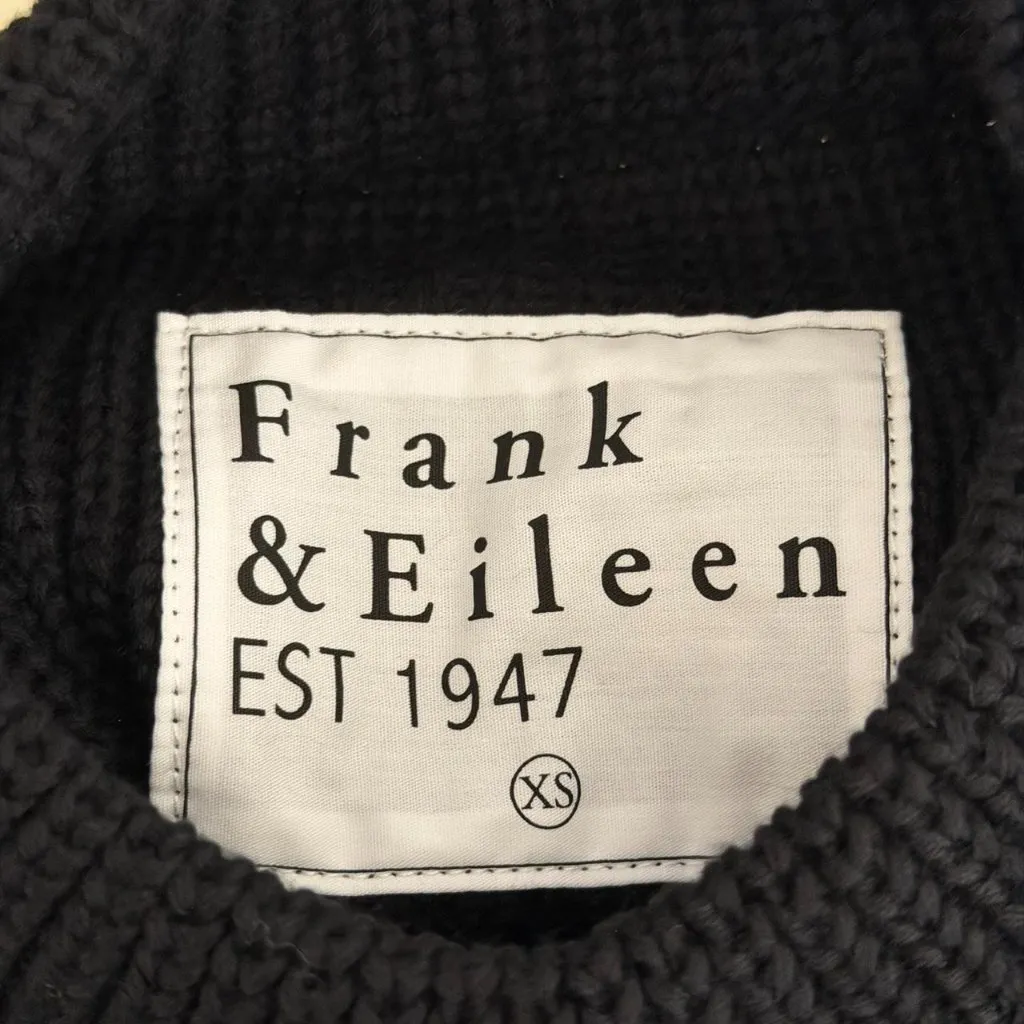 Frank
& Eileen
EST 1947
XS